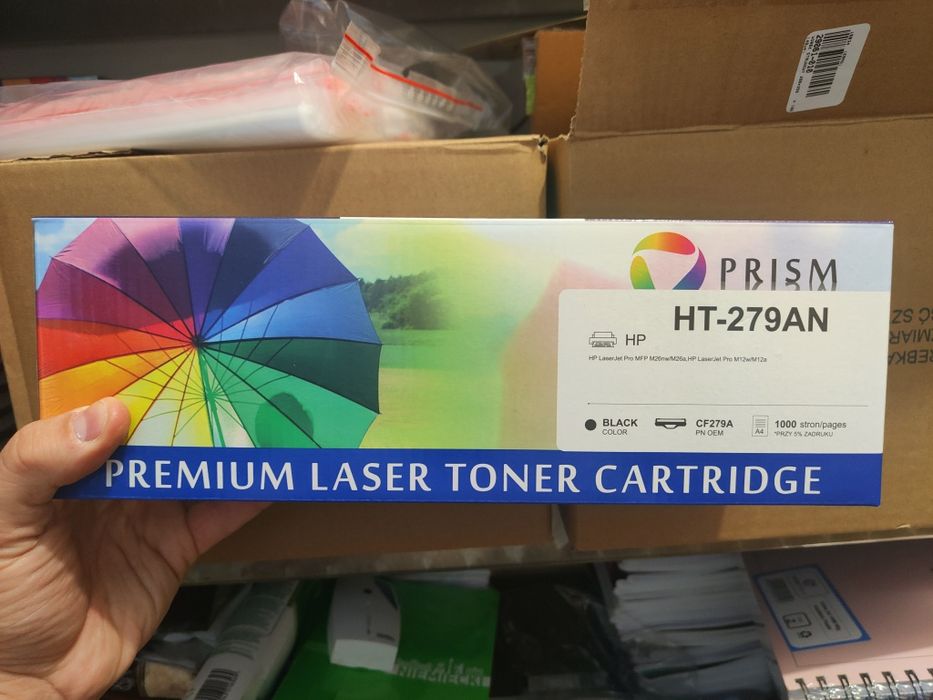 PRISM
HT-279AN
HP
HP LaserJet Pro MFP M26nw/M26a,HP LaserJet Pro M12w/M12a
BLACK
COLOR
CF279A
PN OEM
A4
1000 stron/pages
*PRZY 5% ZADRUKU
PREMIUM LASER TONER CARTRIDGE
NIEMIECKI